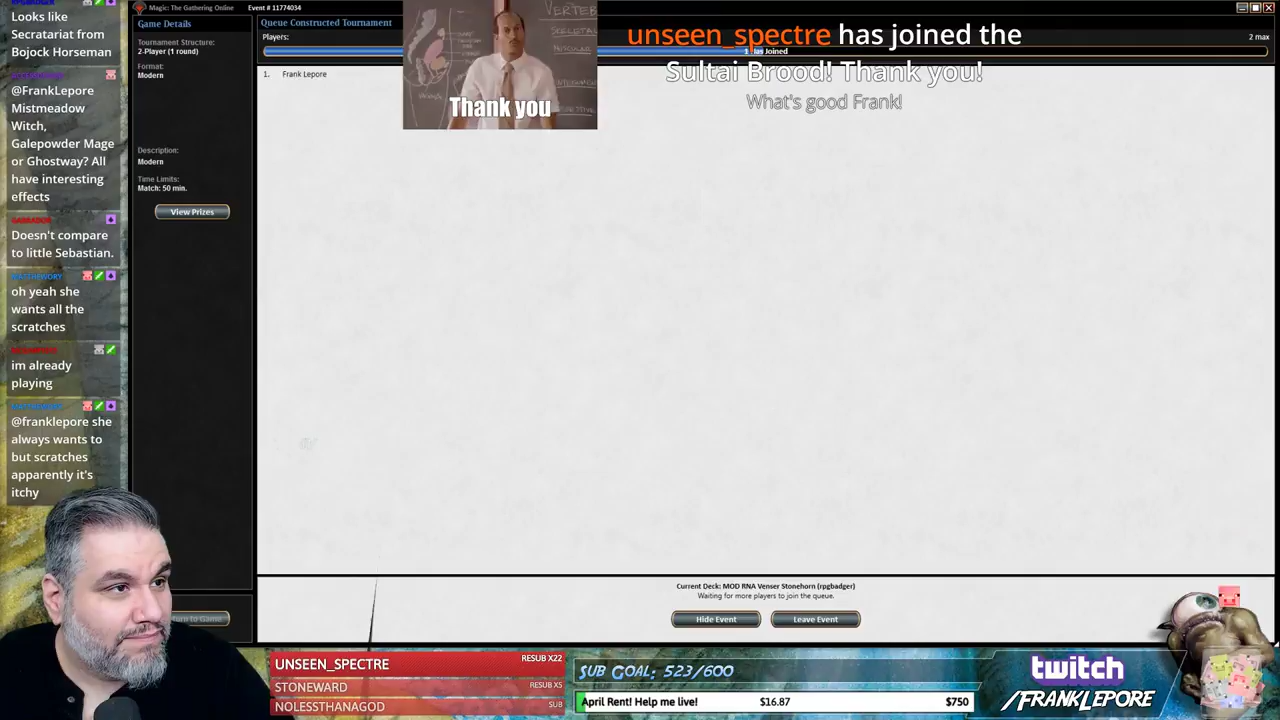 Looks like
Secratariat from
Bojock Horseman
@FrankLepore
Mistmeadow
Witch,
Galepowder Mage
or Ghostway? All
have interesting
effects
Doesn't compare
to little Sebastian.
oh yeah she
wants all the
scratches
im already
playing
@franklepore she
always wants to
but scratches
apparently it's
itchy
Magic: The Gathering Online Event # 11774034
Game Details
Tournament Structure:
2 Player (1 round)
Format:
Modern
Description:
Modern
Time Limits:
Match: 50 min.
View Prizes
Queue Constructed Tournament
Players:
2 max
1. Frank Lepore
Thank you
unseen_spectre has joined the
Sultai Brood! Thank you!
What's good Frank!
Current Deck: MOD RNA Venser Stonehorn (rpgbadger)
Waiting for more players to join the queue.
Hide Event Leave Event
UNSEEN_SPECTRE RESUB X22
STONEWARD RESUB X5
NOLESSTHANAGOD SUB
SUB GOAL: 523/600
April Rent! Help me live! $16.87 $750
twitch
/FRANKLEPORE